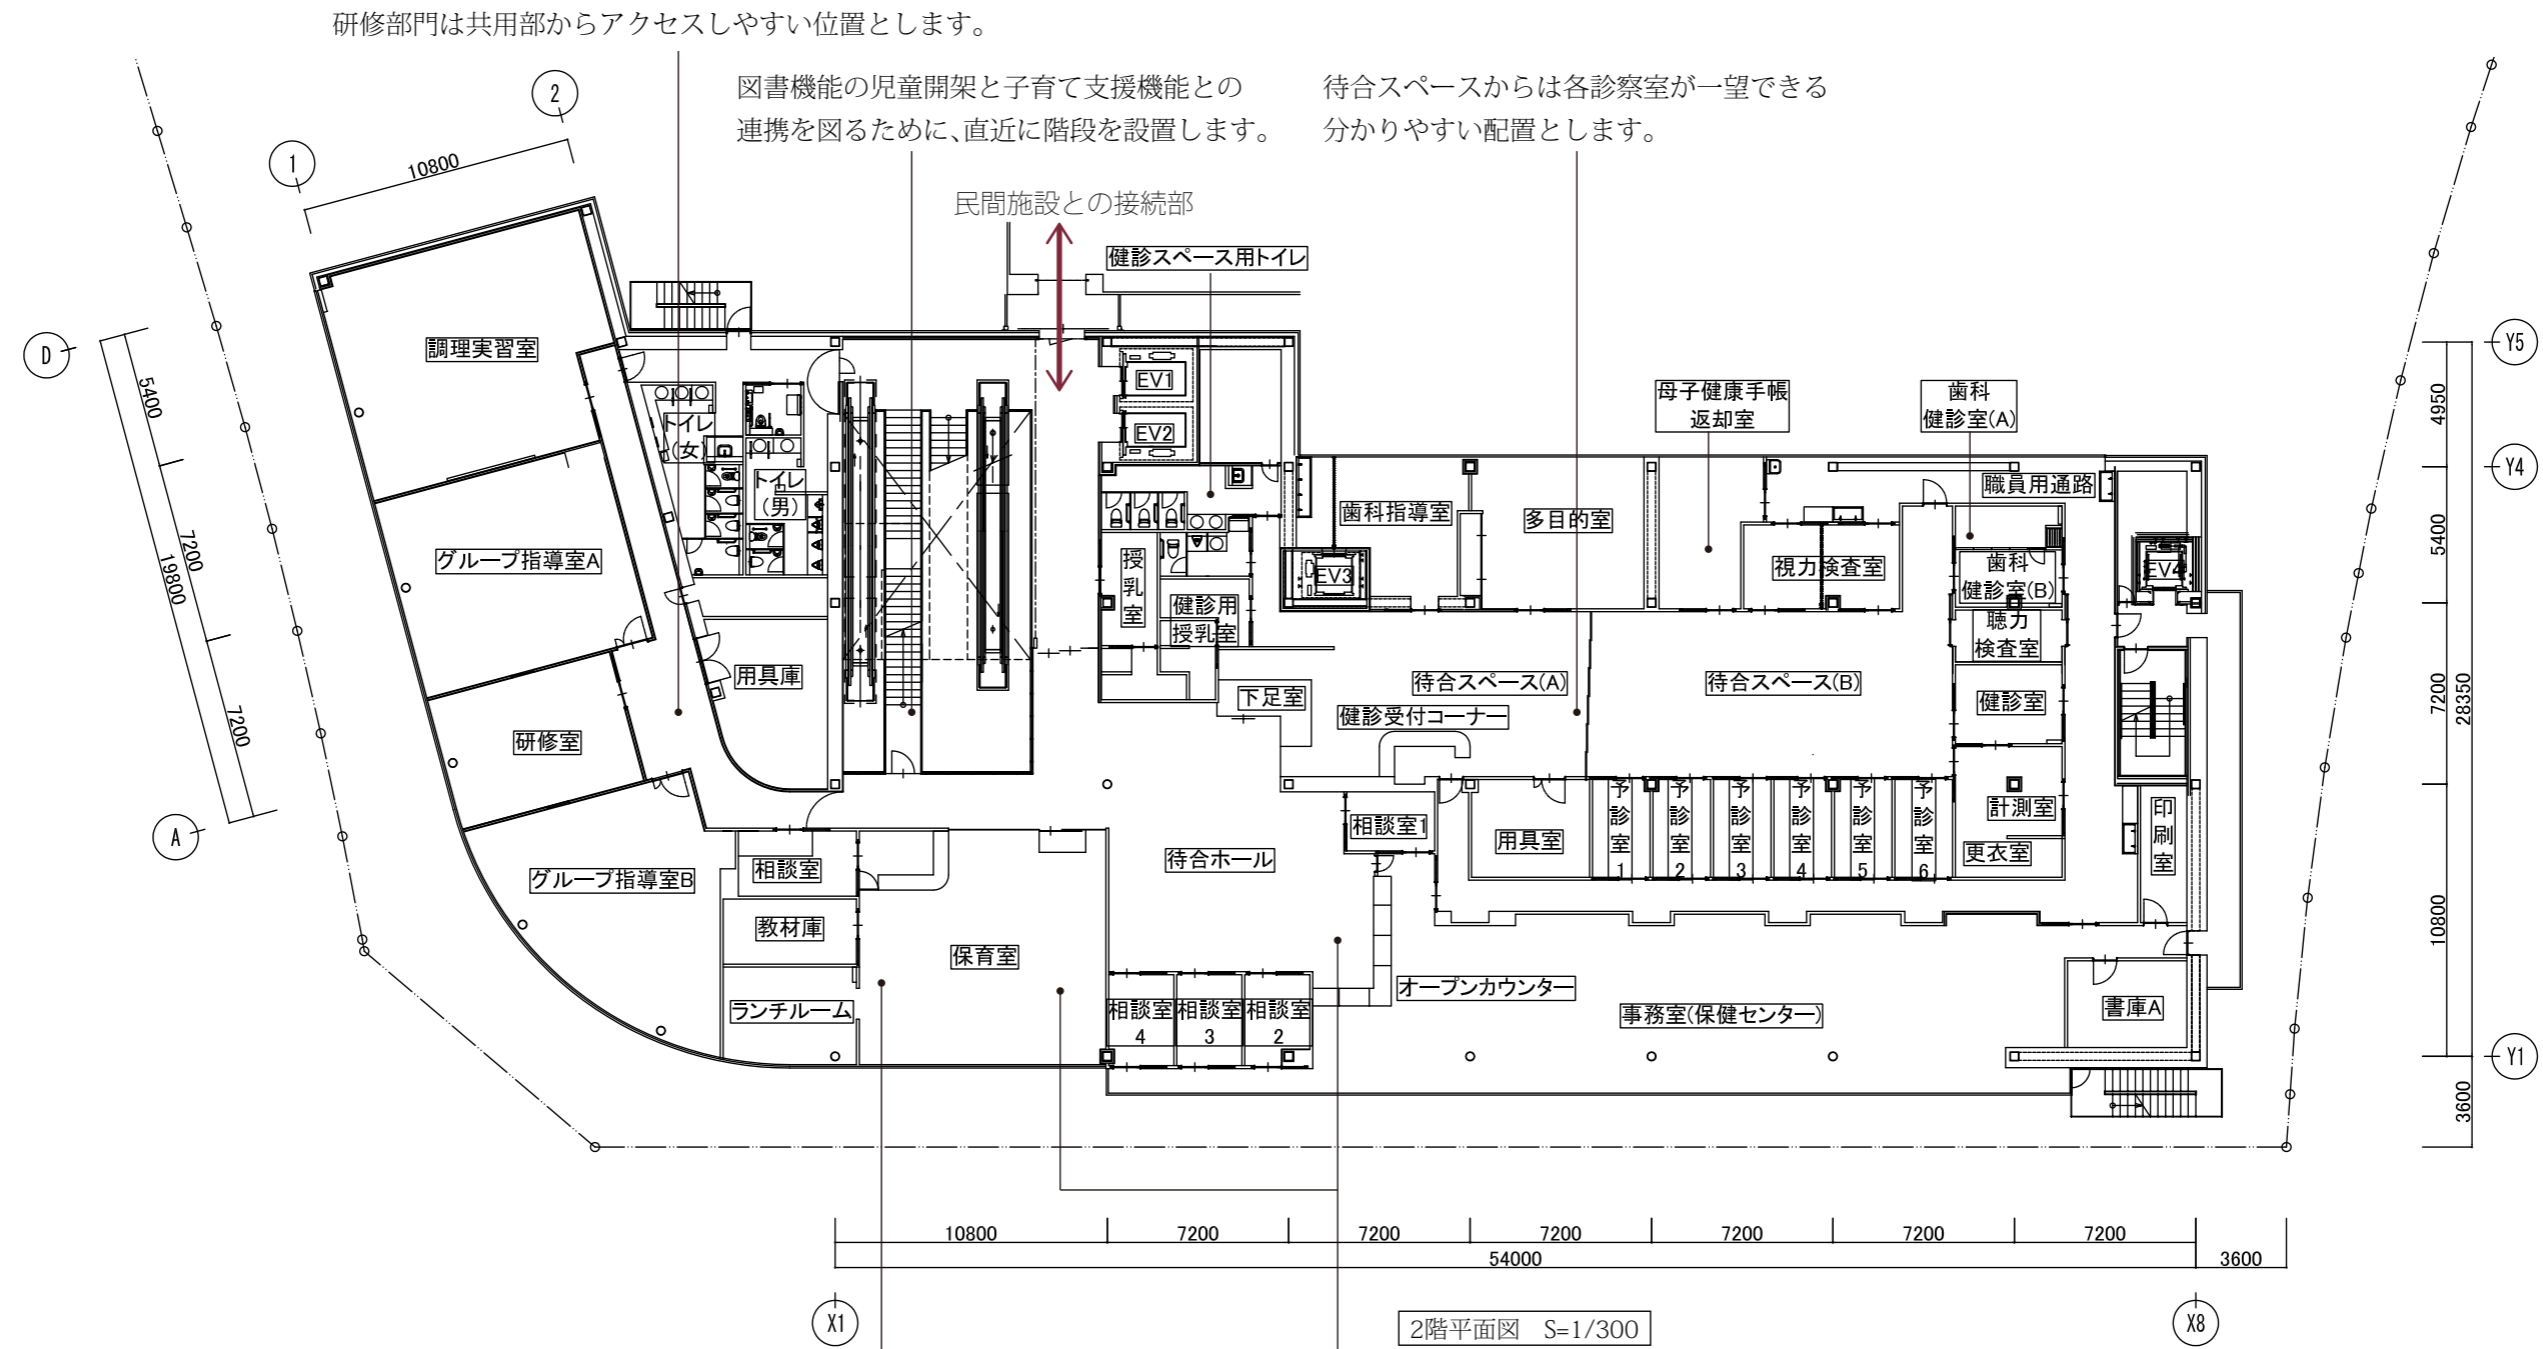 研修部門は共用部からアクセスしやすい位置とします。
図書機能の児童開架と子育て支援機能との
連携を図るために、直近に階段を設置します。
待合スペースからは各診察室が一望できる
分かりやすい配置とします。
民間施設との接続部
健診スペース用トイレ
1
2
10800
D
A
5400
7200
7200
19800
調理実習室
グループ指導室A
研修室
グループ指導室B
トイレ
(女)
トイレ
(男)
用具庫
EV1
EV2
授
乳
室
健診用
授乳室
下足室
EV3
歯科指導室
多目的室
母子健康手帳
返却室
視力検査室
歯科
健診室(A)
職員用通路
歯科
健診室(B)
聴力
検査室
健診室
計測室
更衣室
EV4
印
刷
室
待合スペース(A)
待合スペース(B)
健診受付コーナー
相談室1
用具室
予
診
室
1
予
診
室
2
予
診
室
3
予
診
室
4
予
診
室
5
予
診
室
6
待合ホール
相談室
教材庫
ランチルーム
保育室
相談室
4
相談室
3
相談室
2
オープンカウンター
事務室(保健センター)
書庫A
Y5
Y4
Y1
4950
5400
7200
10800
28350
3600
10800
7200
7200
7200
7200
7200
7200
54000
3600
X1
X8
2階平面図 S=1/300